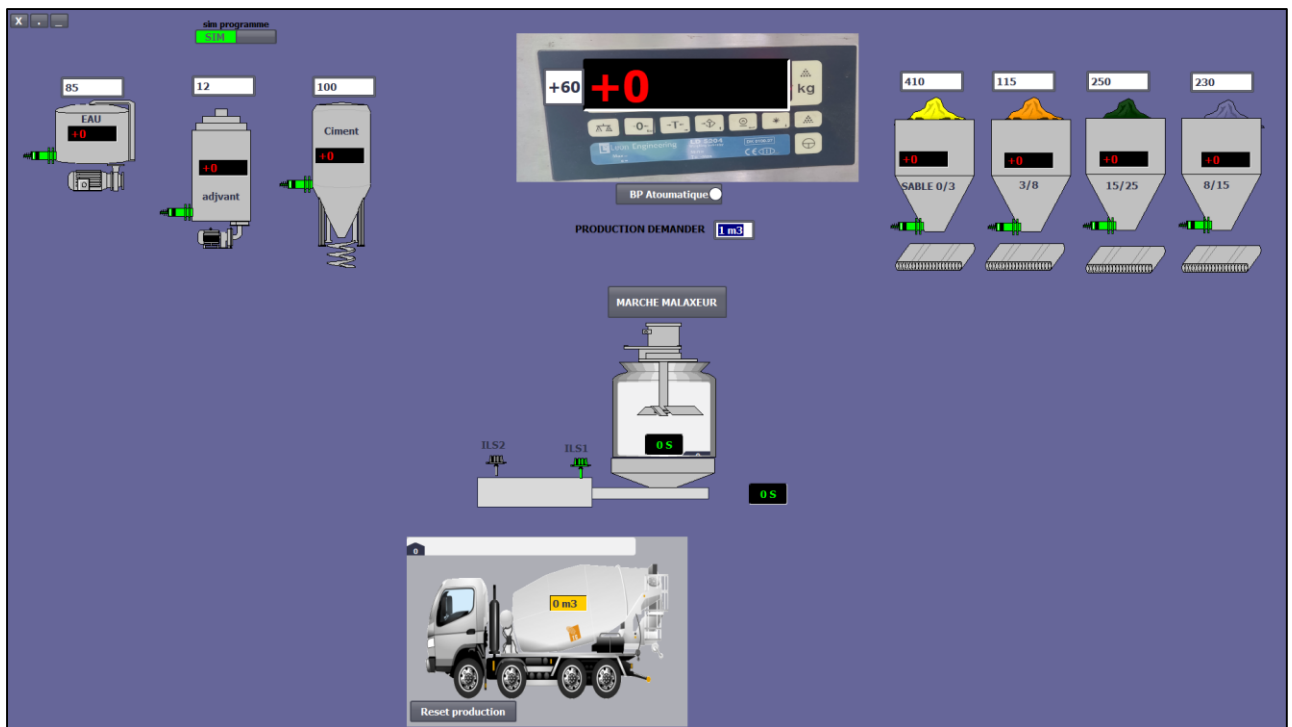 X . _
sim programme
SIM
85
12
100
EAU
+0
+0
adjvant
Ciment
+0
+60
+0
kg
-0-
-T-
Engineering
BP Atoumatique
PRODUCTION DEMANDER 1 m3
410
115
250
230
+0
+0
+0
+0
SABLE 0/3
3/8
15/25
8/15
MARCHE MALAXEUR
0 S
ILS2
ILS1
0 S
0
0 m3
Reset production